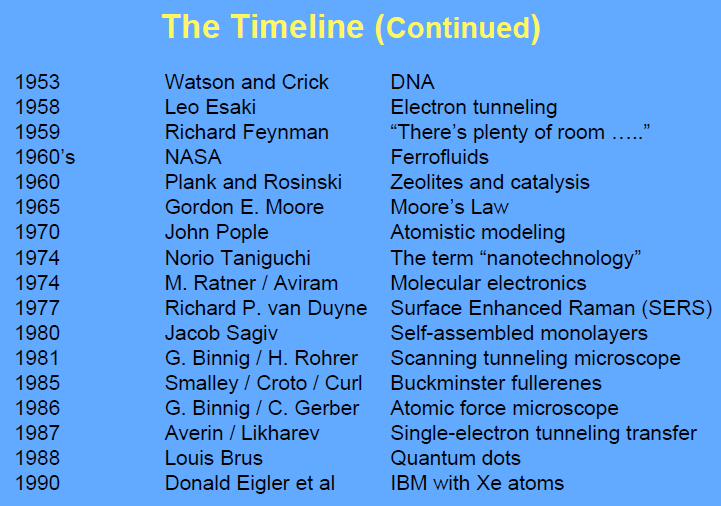 The Timeline (Continued)
1953 Watson and Crick DNA
1958 Leo Esaki Electron tunneling
1959 Richard Feynman “There’s plenty of room …..”
1960’s NASA Ferrofluids
1960 Plank and Rosinski Zeolites and catalysis
1965 Gordon E. Moore Moore’s Law
1970 John Pople Atomistic modeling
1974 Norio Taniguchi The term “nanotechnology”
1974 M. Ratner / Aviram Molecular electronics
1977 Richard P. van Duyne Surface Enhanced Raman (SERS)
1980 Jacob Sagiv Self-assembled monolayers
1981 G. Binnig / H. Rohrer Scanning tunneling microscope
1985 Smalley / Croto / Curl Buckminster fullerenes
1986 G. Binnig / C. Gerber Atomic force microscope
1987 Averin / Likharev Single-electron tunneling transfer
1988 Louis Brus Quantum dots
1990 Donald Eigler et al IBM with Xe atoms